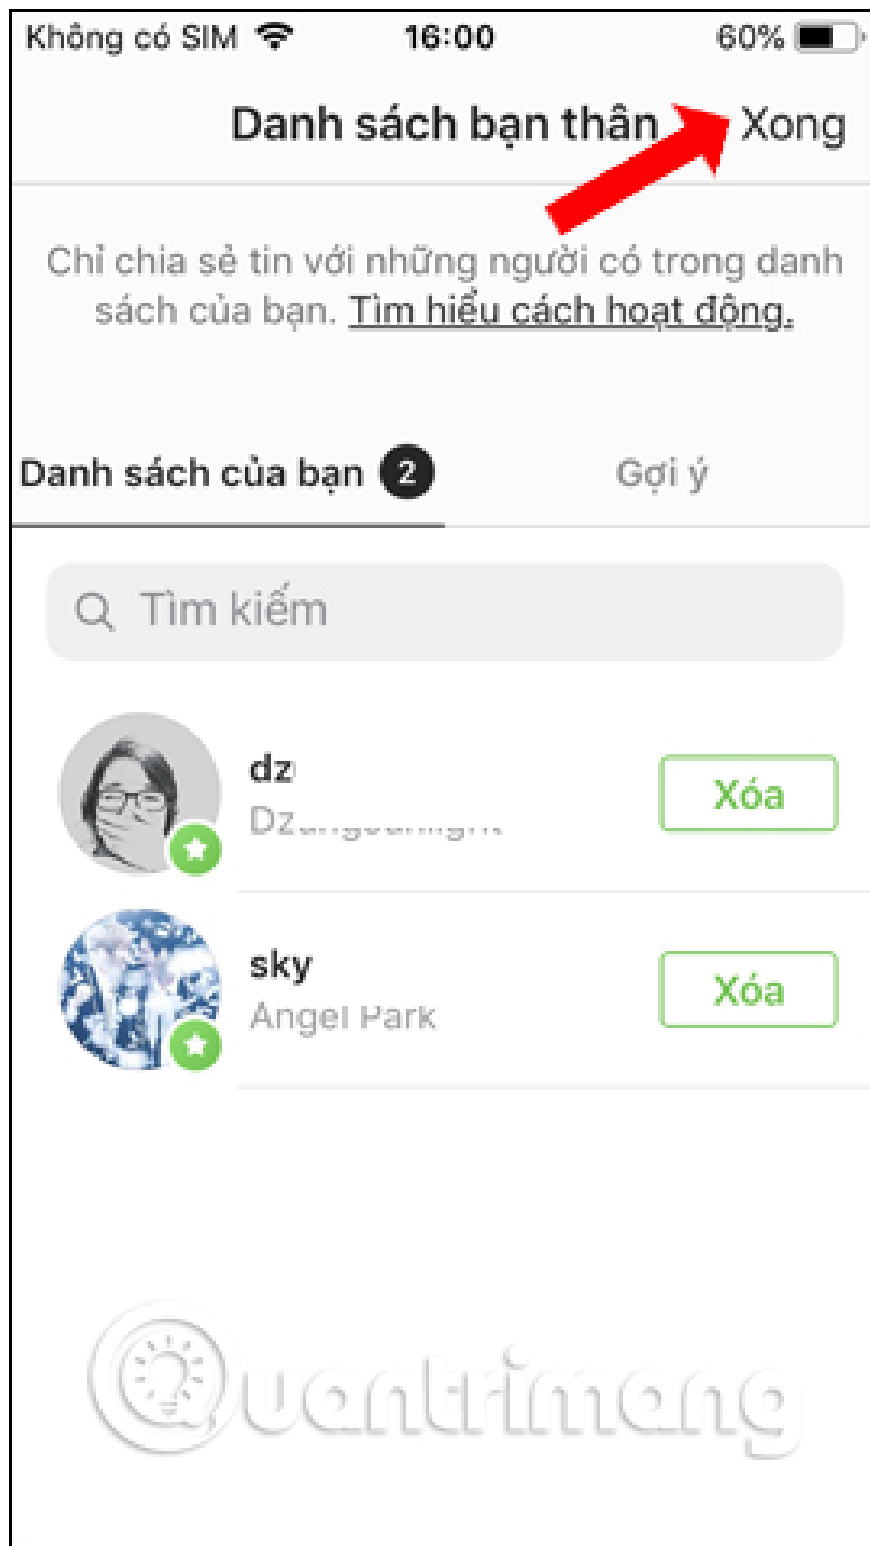 Không có SIM 16:00 60%
Danh sách bạn thân Xong
Chỉ chia sẻ tin với những người có trong danh
sách của bạn. Tìm hiểu cách hoạt động.
Danh sách của bạn 2 Gợi ý
Tìm kiếm
dz
Xóa
sky
Angel Park
Xóa
Quantrimang